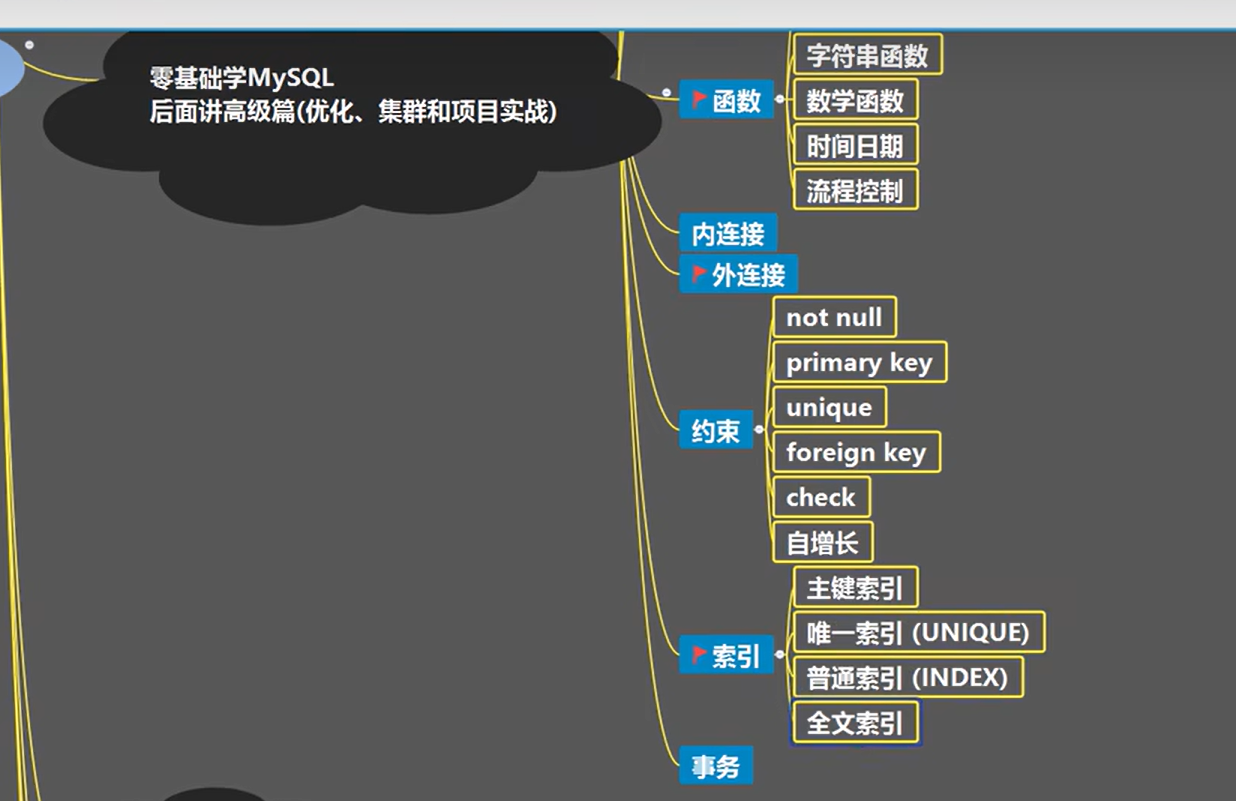 零基础学MySQL
后面讲高级篇(优化、集群和项目实战)
函数
字符串函数
数学函数
时间日期
流程控制
内连接
外连接
约束
not null
primary key
unique
foreign key
check
自增长
索引
主键索引
唯一索引 (UNIQUE)
普通索引 (INDEX)
全文索引
事务